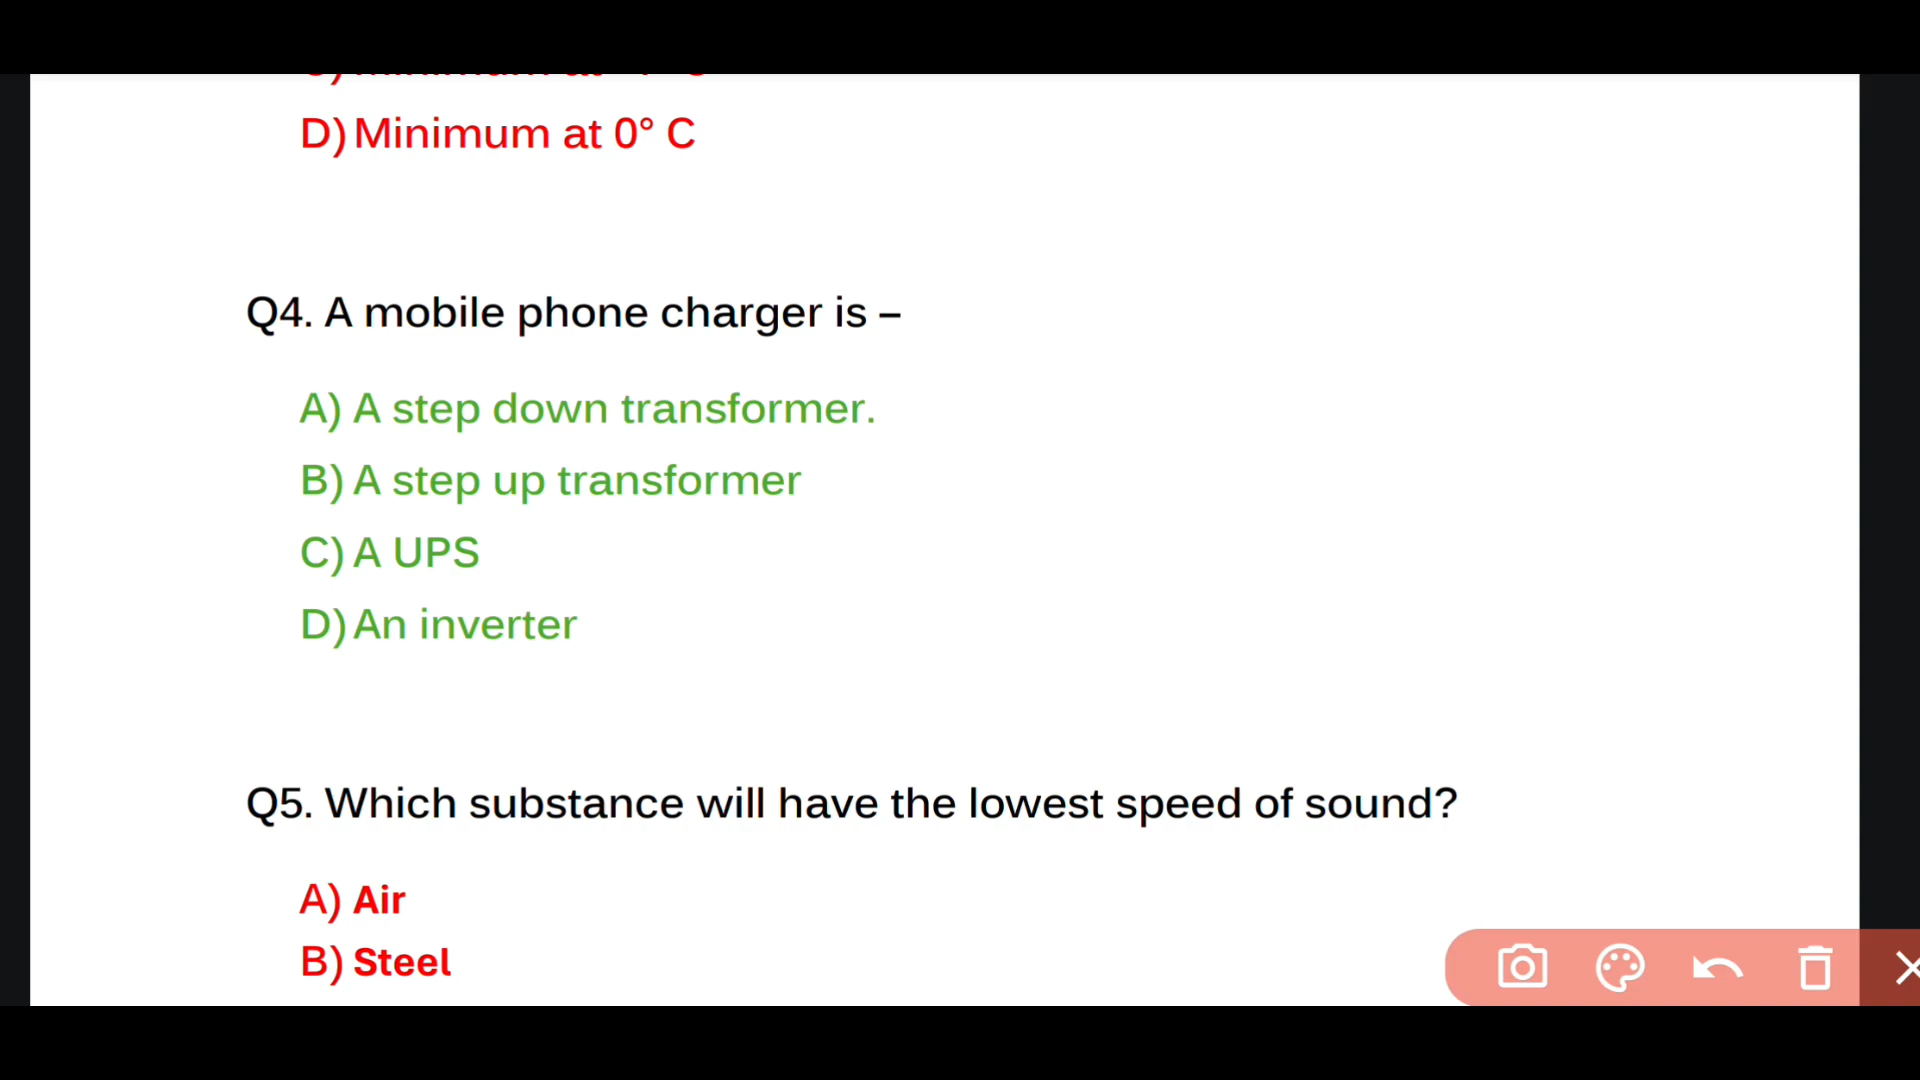 D) Minimum at 0° C
Q4. A mobile phone charger is –
A) A step down transformer.
B) A step up transformer
C) A UPS
D) An inverter
Q5. Which substance will have the lowest speed of sound?
A) Air
B) Steel